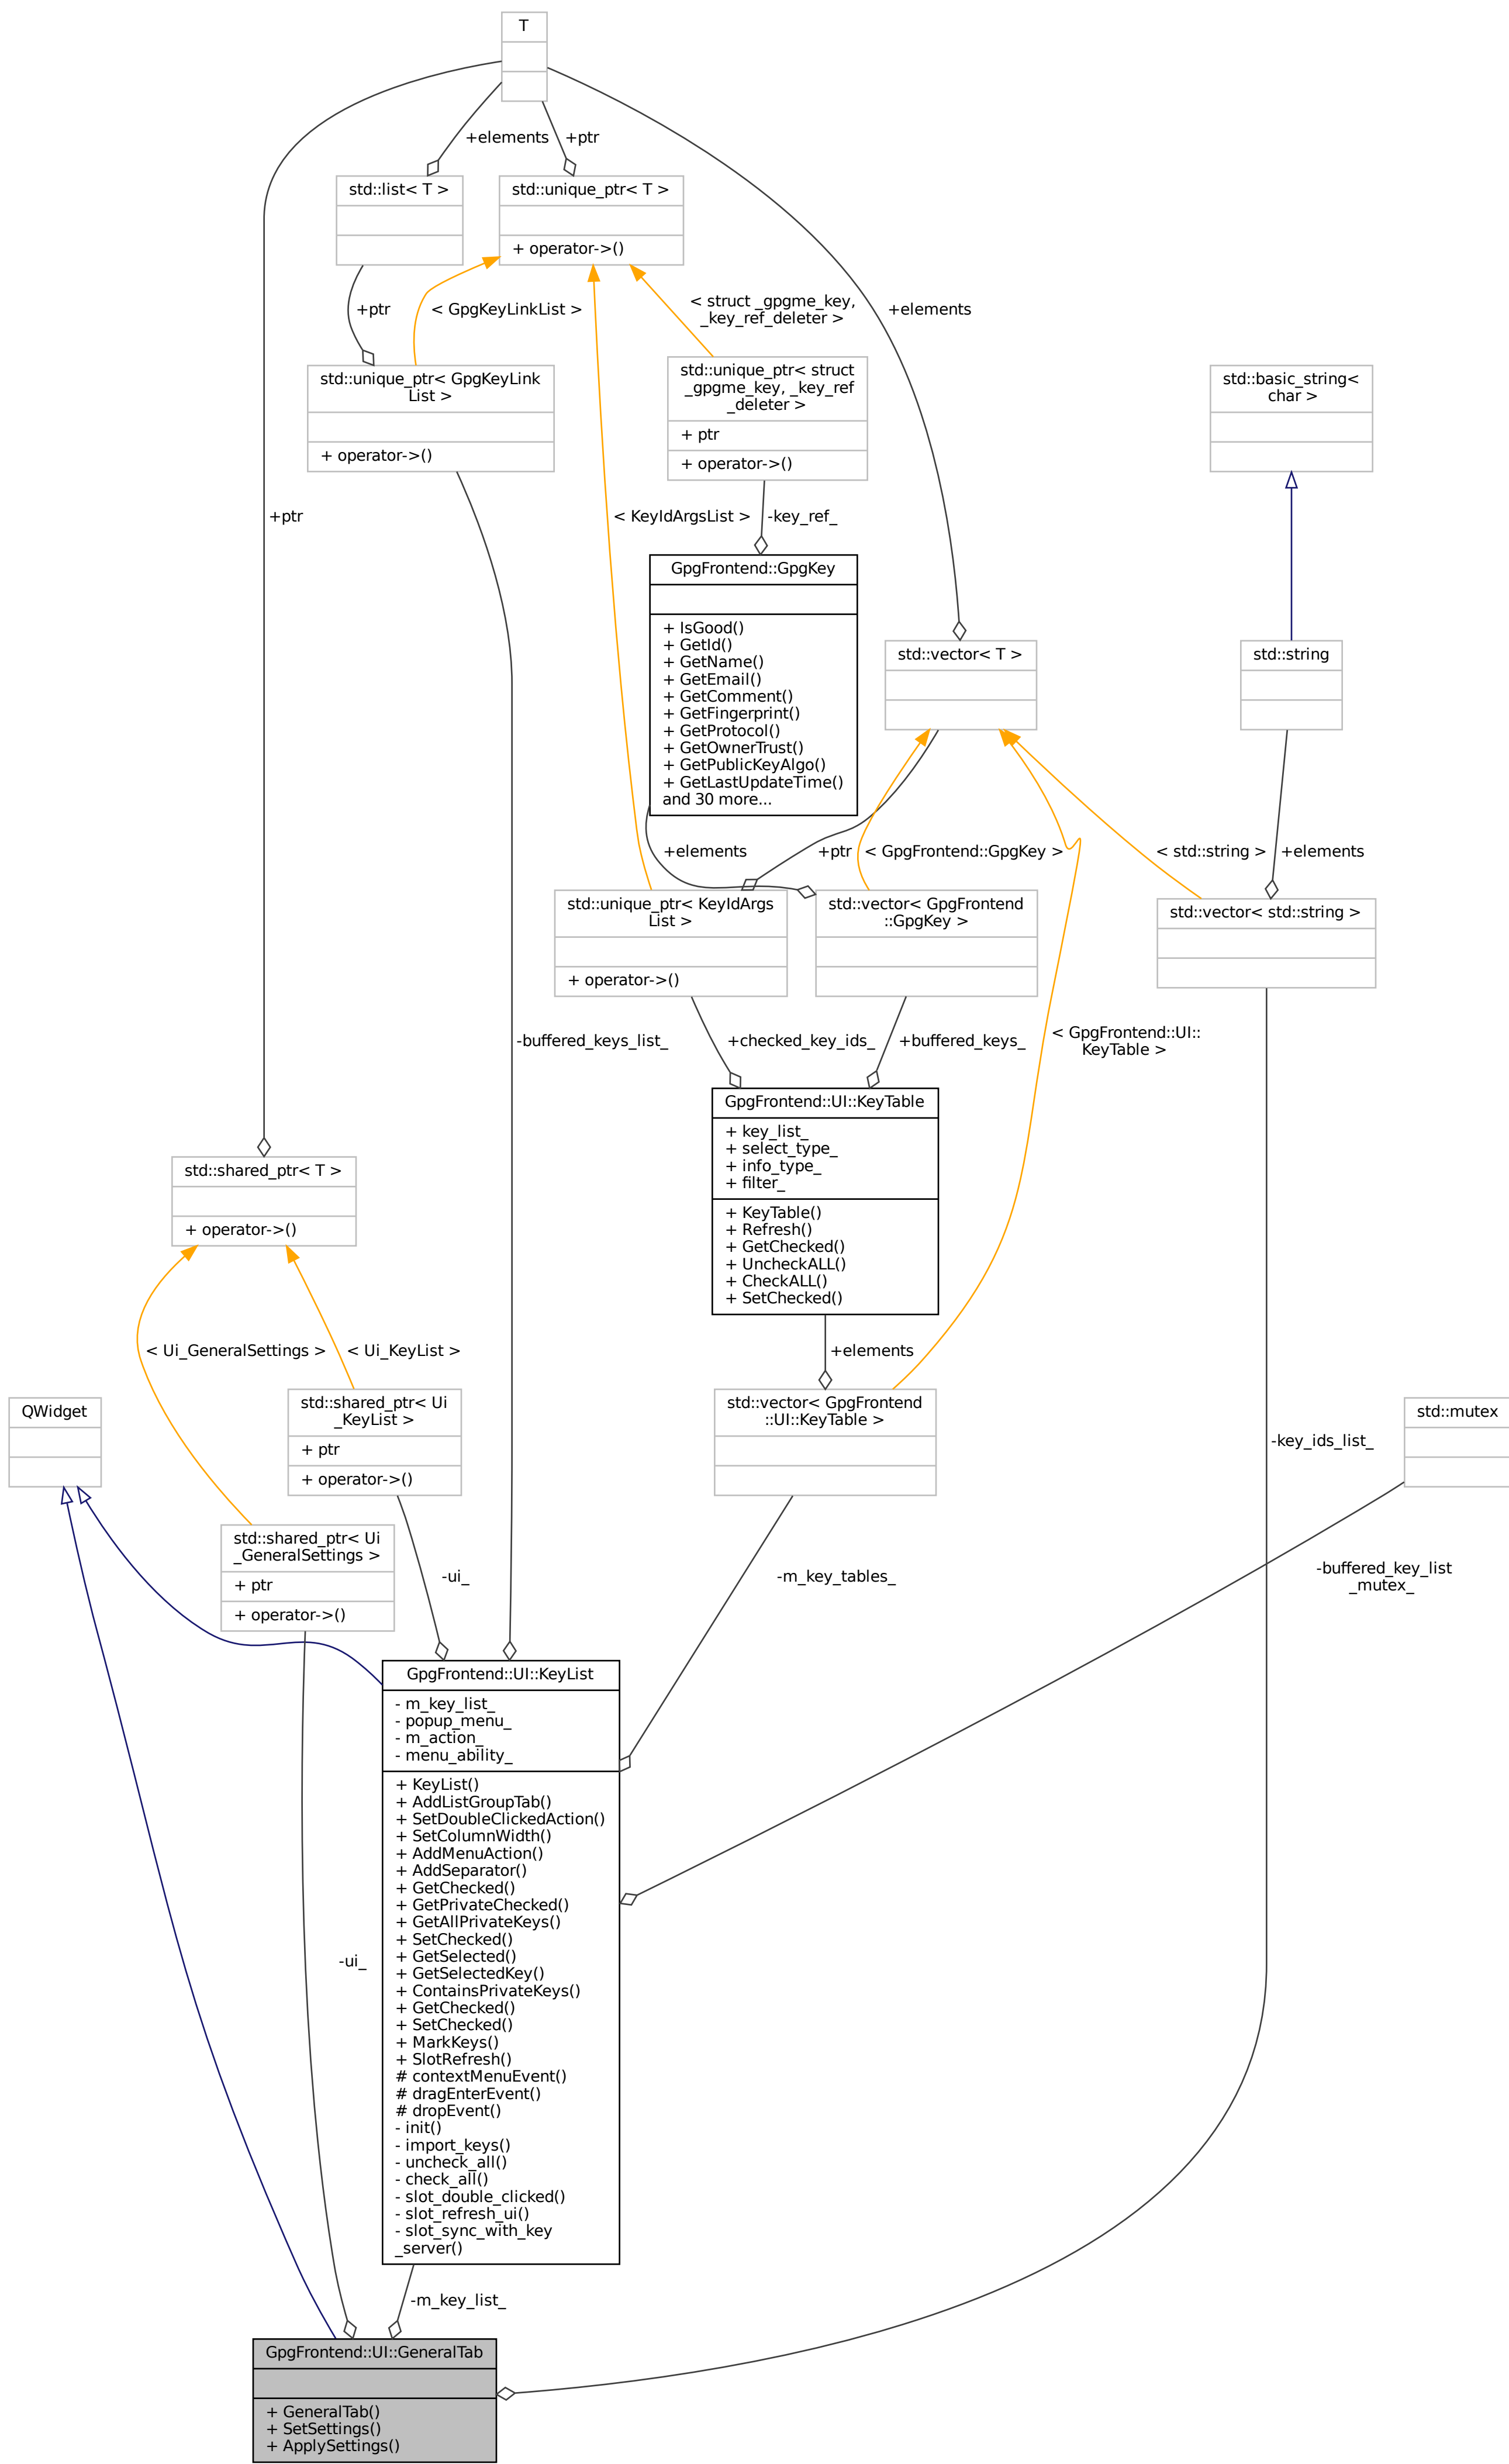 T
+elements
+ptr
std::list< T >
std::unique_ptr< T >
+ operator->()
+ptr
< GpgKeyLinkList >
< struct _gpgme_key,
_key_ref_deleter >
+elements
std::unique_ptr< GpgKeyLink
List >
+ operator->()
std::unique_ptr< struct
_gpgme_key, _key_ref
_deleter >
+ ptr
+ operator->()
std::basic_string<
char >
+ptr
< KeyIdArgsList >
-key_ref_
GpgFrontend::GpgKey
+ IsGood()
+ GetId()
+ GetName()
+ GetEmail()
+ GetComment()
+ GetFingerprint()
+ GetProtocol()
+ GetOwnerTrust()
+ GetPublicKeyAlgo()
+ GetLastUpdateTime()
and 30 more...
std::vector< T >
std::string
+elements
+ptr
< GpgFrontend::GpgKey >
< std::string >
+elements
std::unique_ptr< KeyIdArgs
List >
+ operator->()
std::vector< GpgFrontend
::GpgKey >
std::vector< std::string >
-buffered_keys_list_
+checked_key_ids_
+buffered_keys_
< GpgFrontend::UI::
KeyTable >
GpgFrontend::UI::KeyTable
+ key_list_
+ select_type_
+ info_type_
+ filter_
+ KeyTable()
+ Refresh()
+ GetChecked()
+ UncheckALL()
+ CheckALL()
+ SetChecked()
std::shared_ptr< T >
+ operator->()
< Ui_GeneralSettings >
< Ui_KeyList >
+elements
QWidget
std::shared_ptr< Ui
_KeyList >
+ ptr
+ operator->()
std::vector< GpgFrontend
::UI::KeyTable >
-key_ids_list_
std::mutex
std::shared_ptr< Ui
_GeneralSettings >
+ ptr
+ operator->()
-ui_
-m_key_tables_
-buffered_key_list
_mutex_
GpgFrontend::UI::KeyList
- m_key_list_
- popup_menu_
- m_action_
- menu_ability_
+ KeyList()
+ AddListGroupTab()
+ SetDoubleClickedAction()
+ SetColumnWidth()
+ AddMenuAction()
+ AddSeparator()
+ GetChecked()
+ GetPrivateChecked()
+ GetAllPrivateKeys()
+ SetChecked()
+ GetSelected()
+ GetSelectedKey()
+ ContainsPrivateKeys()
+ GetChecked()
+ SetChecked()
+ MarkKeys()
+ SlotRefresh()
# contextMenuEvent()
# dragEnterEvent()
# dropEvent()
- init()
- import_keys()
- uncheck_all()
- check_all()
- slot_double_clicked()
- slot_refresh_ui()
- slot_sync_with_key
_server()
-ui_
-m_key_list_
GpgFrontend::UI::GeneralTab
+ GeneralTab()
+ SetSettings()
+ ApplySettings()